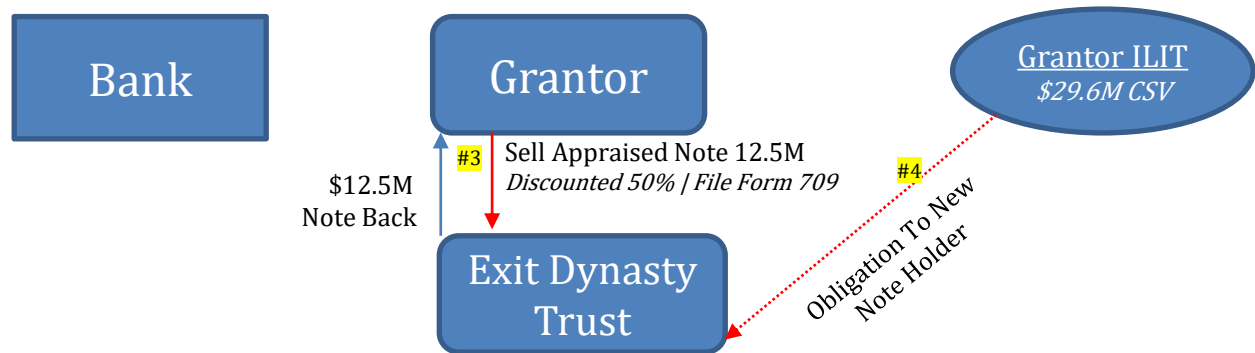 Bank
Grantor
Grantor ILIT
$29.6M CSV
#3
Sell Appraised Note 12.5M
Discounted 50% | File Form 709
$12.5M
Note Back
#4
Obligation To New
Note Holder
Exit Dynasty
Trust